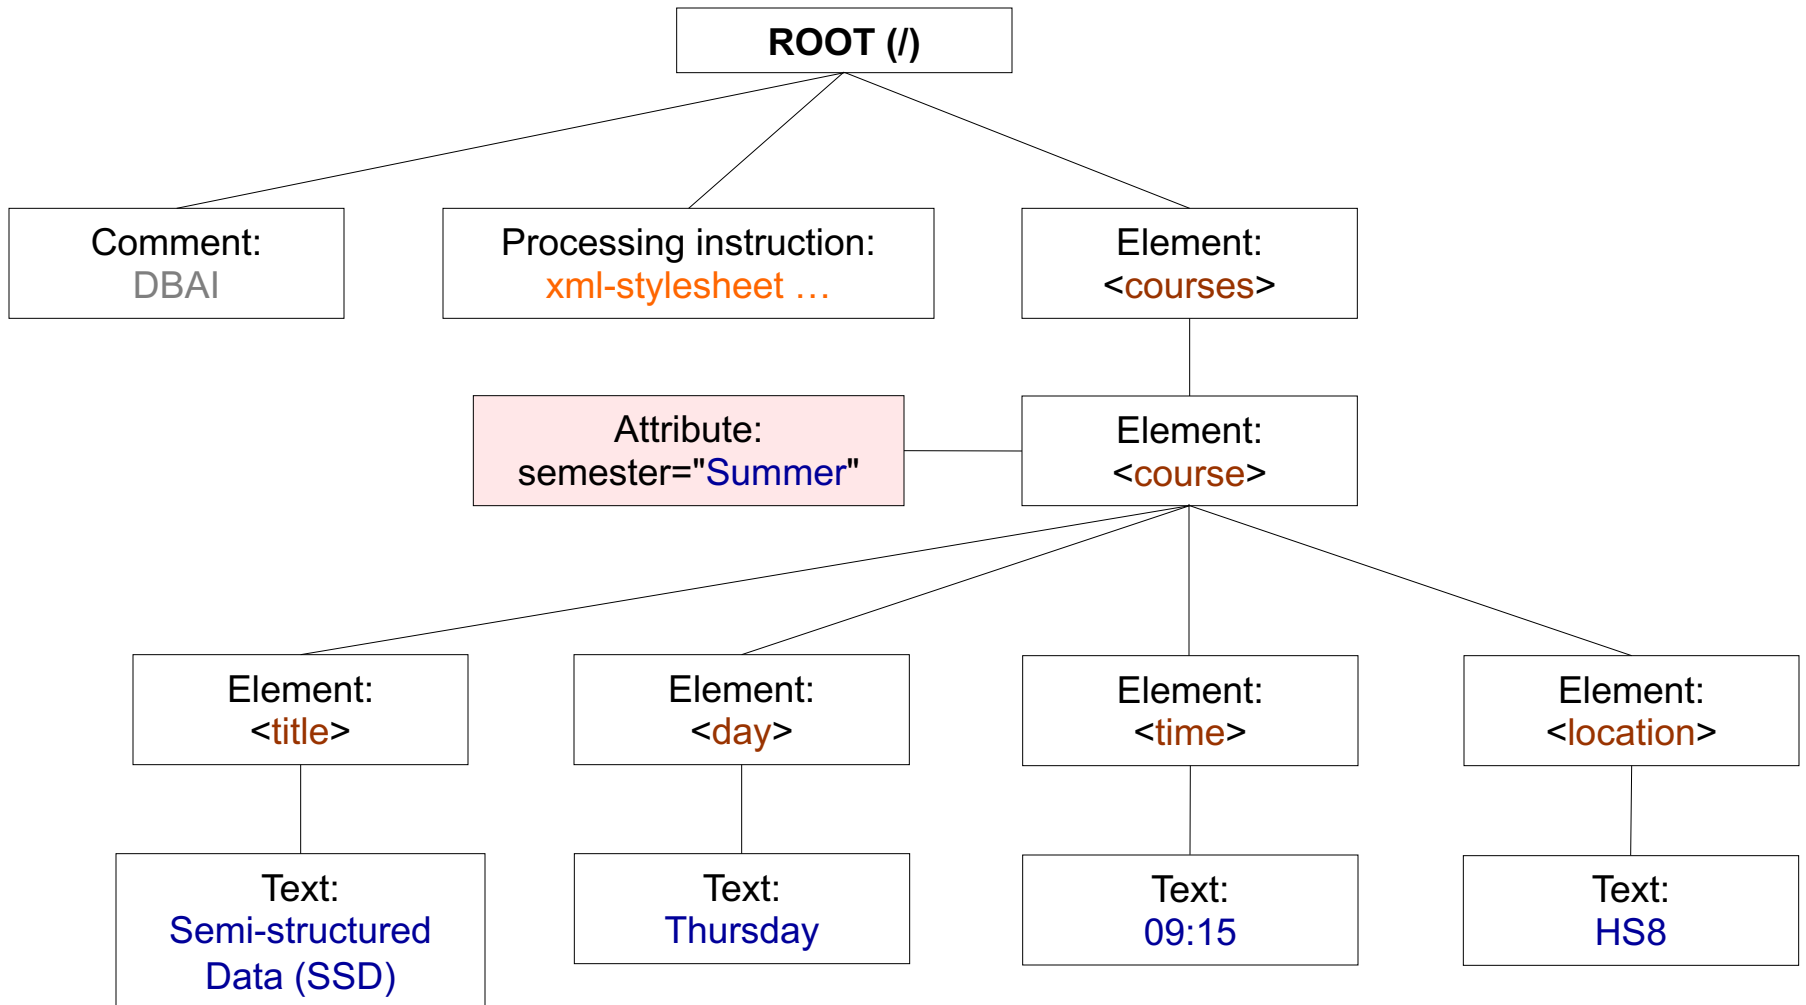 ROOT (/)
Comment:
DBAI
Processing instruction:
xml-stylesheet …
Element:
<courses>
Attribute:
semester="Summer"
Element:
<course>
Element:
<title>
Element:
<day>
Element:
<time>
Element:
<location>
Text:
Semi-structured
Data (SSD)
Text:
Thursday
Text:
09:15
Text:
HS8